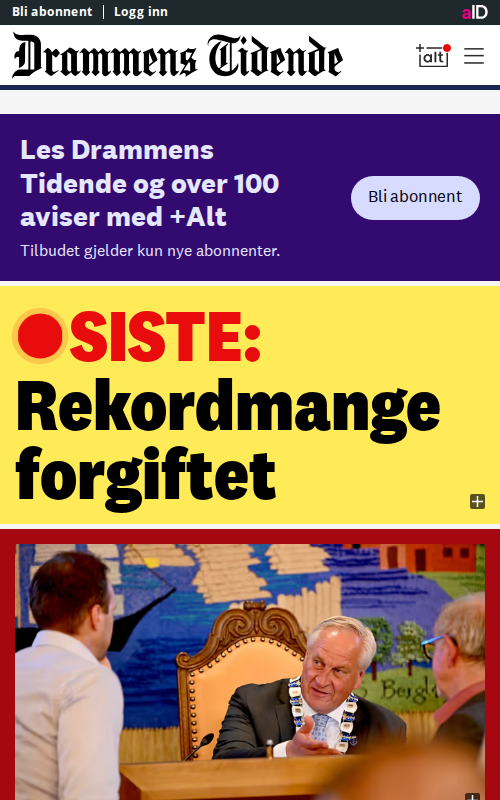 Bli abonnent
Logg inn
aID
Drammens Tidende
+alt
Les Drammens
Tidende og over 100
aviser med +Alt
Tilbudet gjelder kun nye abonnenter.
Bli abonnent
SISTE:
Rekordmange
forgiftet